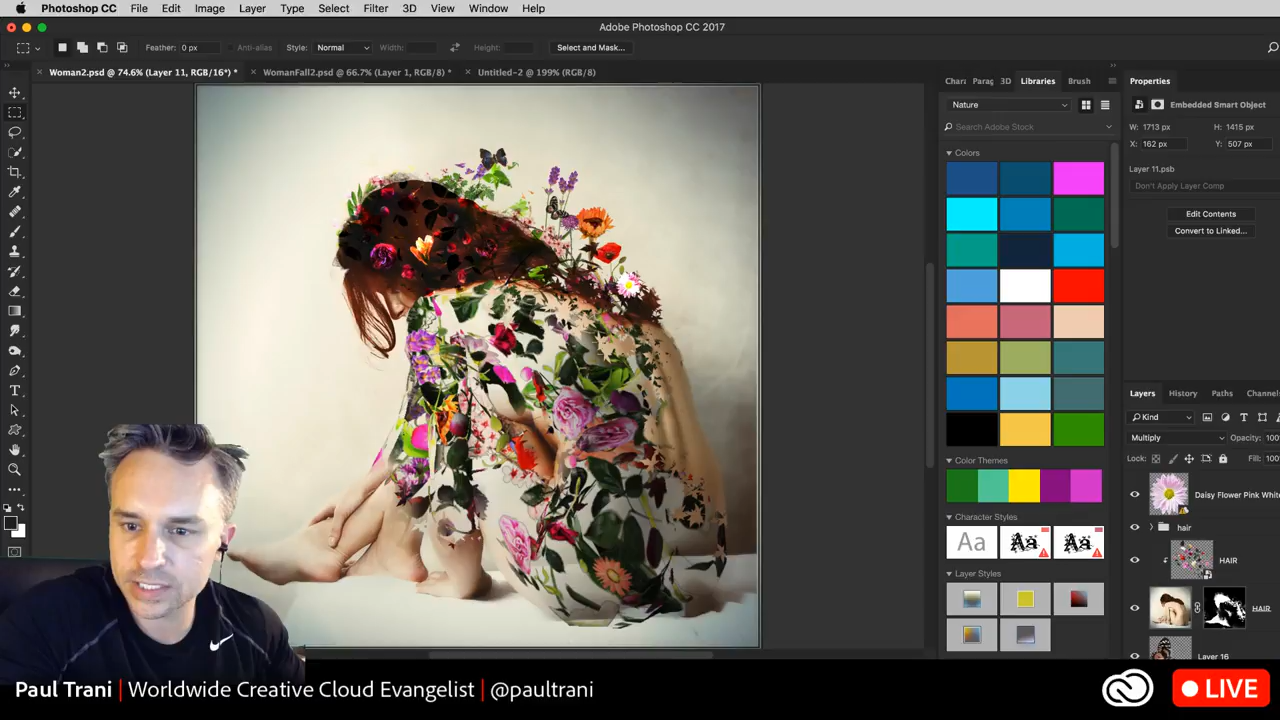 Photoshop CC File Edit Image Layer Type Select Filter 3D View Window Help
Adobe Photoshop CC 2017
Feather: 0 px Anti-alias Style: Normal Width: Height: Select and Mask...
Woman2.psd @ 74.6% (Layer 11, RGB/16*) * WomanFall2.psd @ 66.7% (Layer 1, RGB/8) * Untitled-2 @ 199% (RGB/8)
Chara Parag 3D Libraries Brush
Nature
Search Adobe Stock
Colors
Color Themes
Character Styles
Aa Aa Aa
Layer Styles
Properties
Embedded Smart Object
W: 1713 px H: 1415 px
X: 162 px Y: 507 px
Layer 11.psb
Don't Apply Layer Comp
Edit Contents
Convert to Linked...
Layers History Paths Channel
Kind
Multiply Opacity: 100
Lock: Fill: 100
Daisy Flower Pink White
hair
HAIR
HAIR
Layer 16
Paul Trani | Worldwide Creative Cloud Evangelist | @paultrani
LIVE